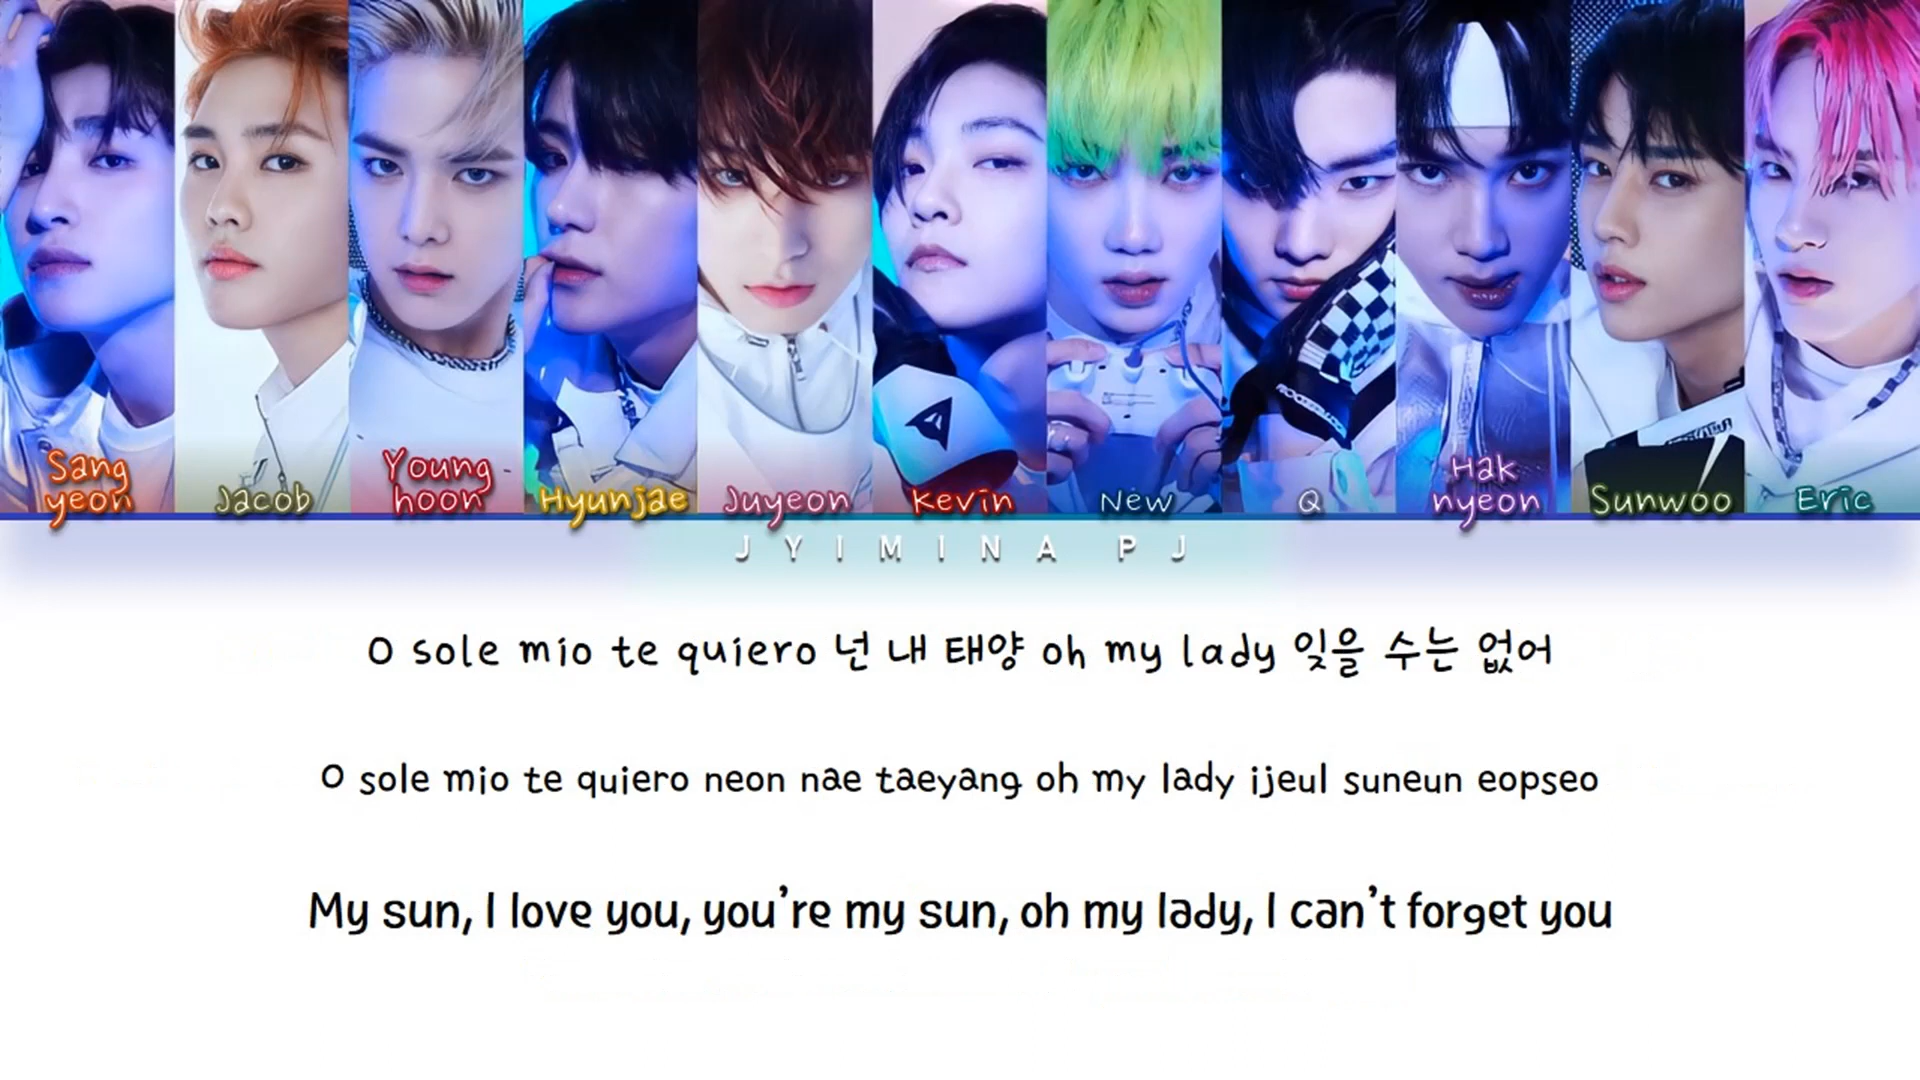 Sang
yeon
Jacob
Young
hoon
Hyunjae
Juyeon
Kevin
New
Q
Hak
nyeon
Sunwoo
Eric
JYIMINA PJ
O sole mio te quiero 넌 내 태양 oh my lady 잊을 수는 없어
O sole mio te quiero neon nae taeyang oh my lady ijeul suneun eopseo
My sun, I love you, you're my sun, oh my lady, I can't forget you